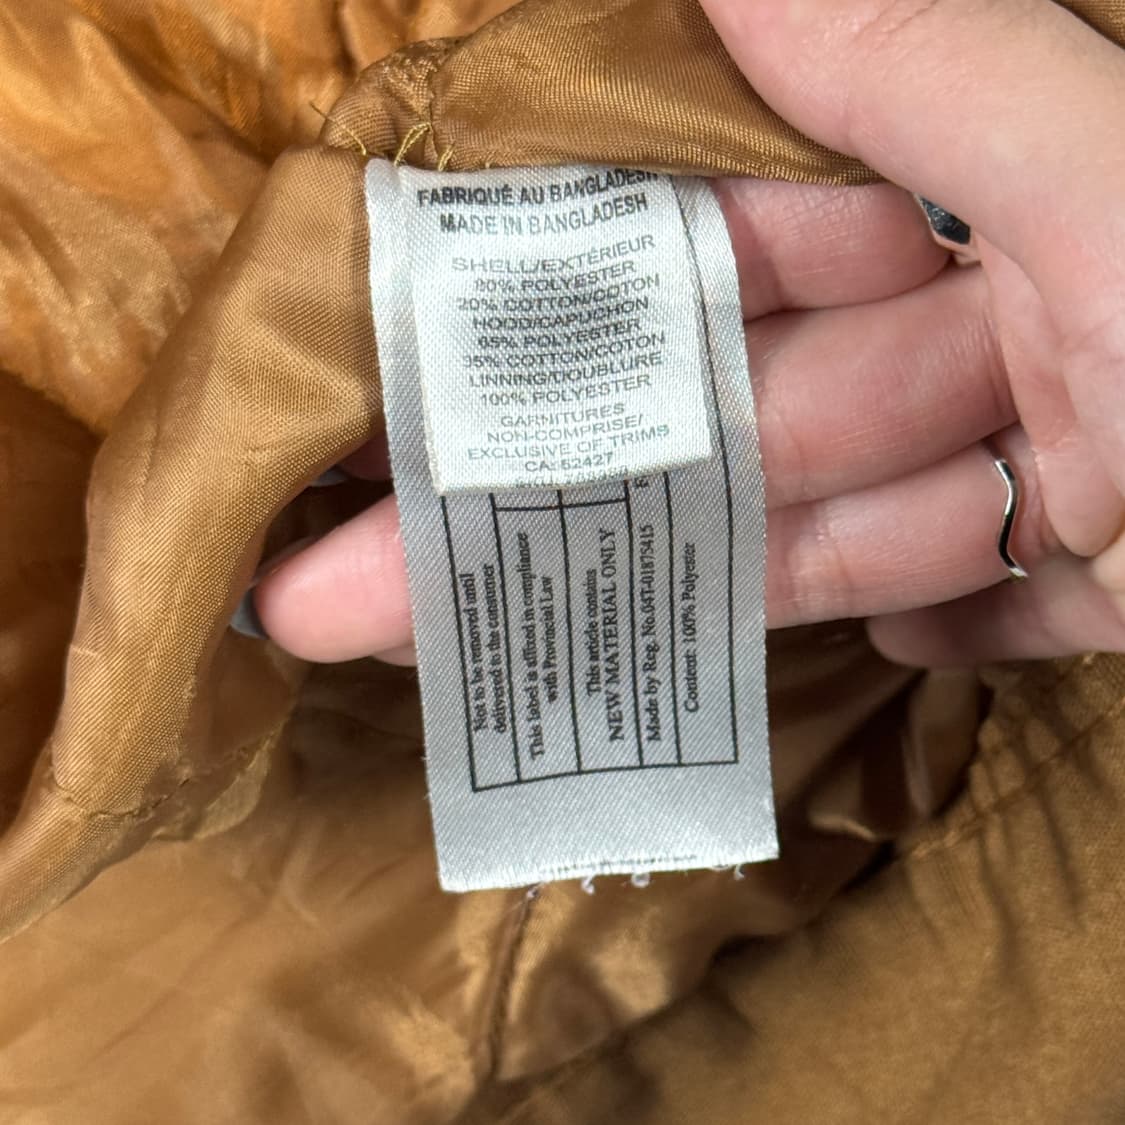 FABRIQUÉ AU BANGLADESH
MADE IN BANGLADESH
SHELL/EXTÉRIEUR
80% POLYESTER
20% COTTON/COTON
HOOD/CAPUCHON
65% POLYESTER
35% COTTON/COTON
LINNING/DOUBLURE
100% POLYESTER
GARNITURES
NON-COMPRISE/
EXCLUSIVE OF TRIMS
CA: 52427
Not to be removed until
delivered to the consumer
This label is affixed in compliance
with Provincial Law
This article contains
NEW MATERIAL ONLY
Made by Reg. No.04T-01875415
Content: 100% Polyester